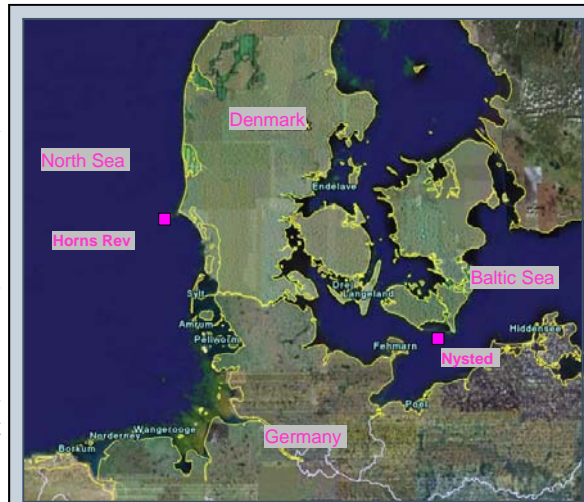 Denmark
North Sea
Endelave
Horns Rev
Drej
Langeland
Baltic Sea
Sylt
Amrum
Pellworm
Hiddensee
Fehmarn
Nysted
Poel
Wangerooge
Norderney
Germany
Borkum